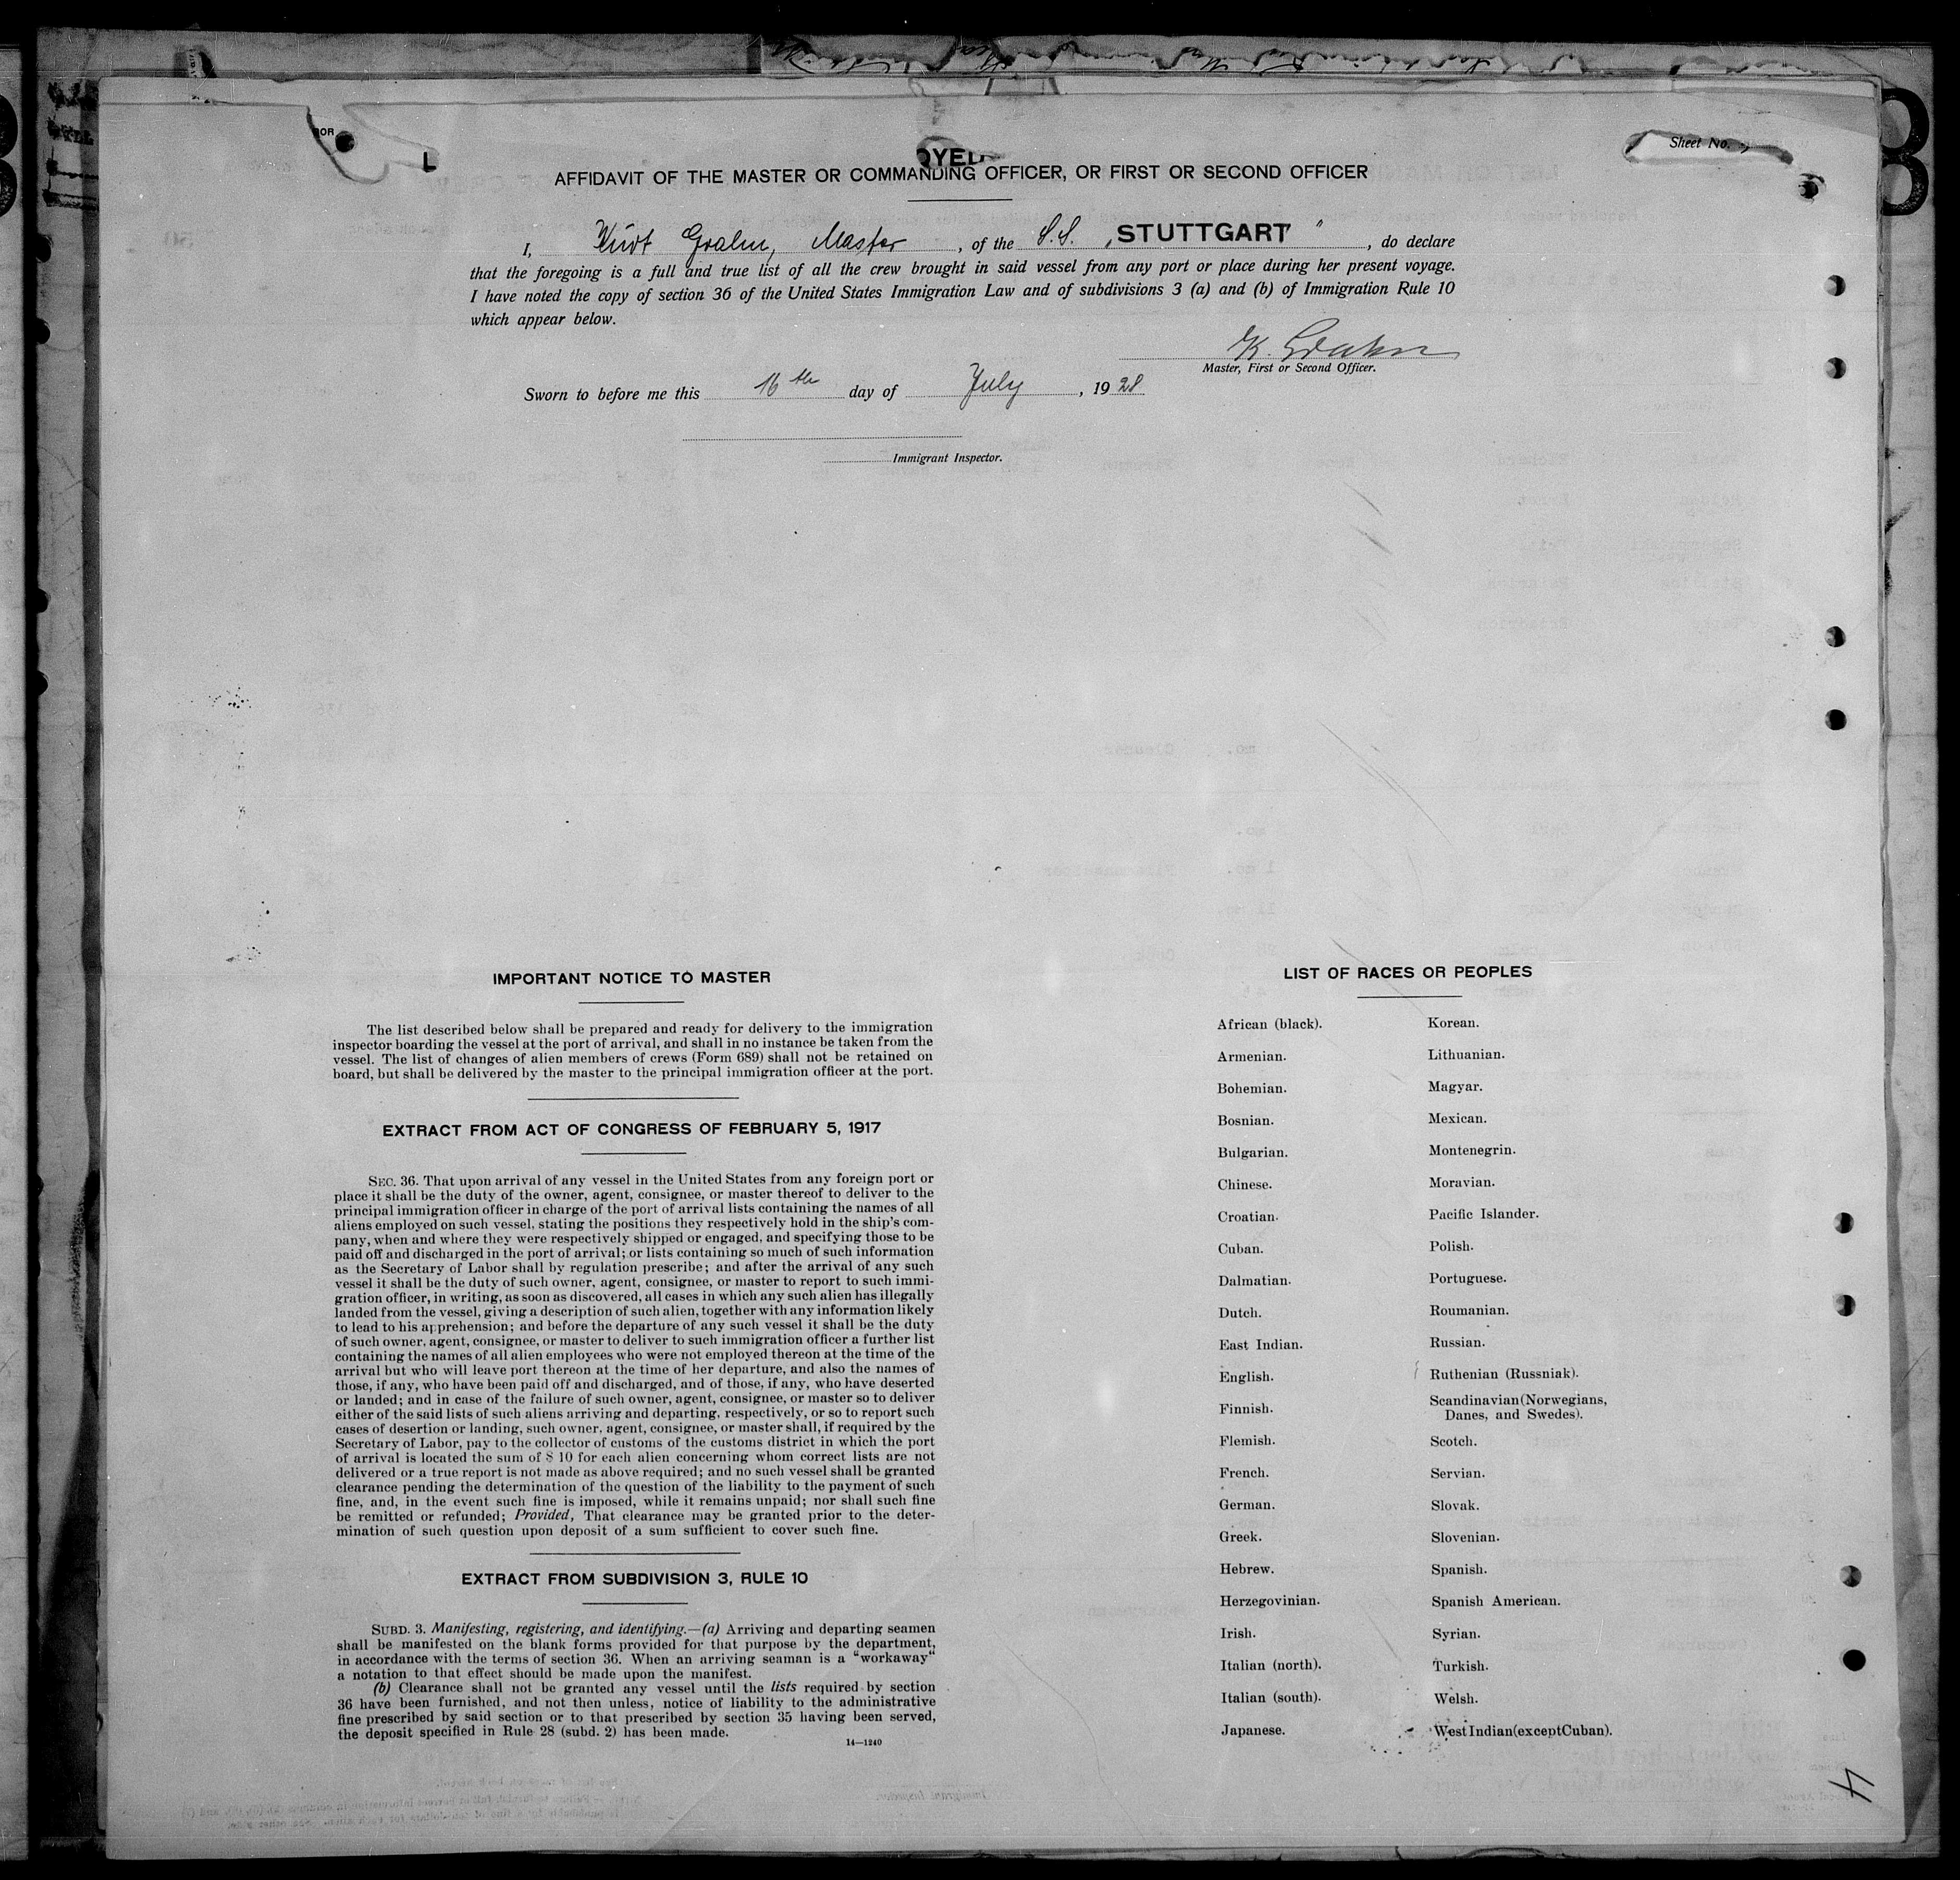 Sheet No.
OYED
AFFIDAVIT OF THE MASTER OR COMMANDING OFFICER, OR FIRST OR SECOND OFFICER
I, Kurt Grahn, Master, of the S.S. „STUTTGART", do declare
that the foregoing is a full and true list of all the crew brought in said vessel from any port or place during her present voyage.
I have noted the copy of section 36 of the United States Immigration Law and of subdivisions 3 (a) and (b) of Immigration Rule 10
which appear below.
K. Grahn
Master, First or Second Officer.
Sworn to before me this 16th day of July, 1928
Immigrant Inspector.
IMPORTANT NOTICE TO MASTER
The list described below shall be prepared and ready for delivery to the immigration
inspector boarding the vessel at the port of arrival, and shall in no instance be taken from the
vessel. The list of changes of alien members of crews (Form 689) shall not be retained on
board, but shall be delivered by the master to the principal immigration officer at the port.
EXTRACT FROM ACT OF CONGRESS OF FEBRUARY 5, 1917
SEC. 36. That upon arrival of any vessel in the United States from any foreign port or
place it shall be the duty of the owner, agent, consignee, or master thereof to deliver to the
principal immigration officer in charge of the port of arrival lists containing the names of all
aliens employed on such vessel, stating the positions they respectively hold in the ship's com-
pany, when and where they were respectively shipped or engaged, and specifying those to be
paid off and discharged in the port of arrival; or lists containing so much of such information
as the Secretary of Labor shall by regulation prescribe; and after the arrival of any such
vessel it shall be the duty of such owner, agent, consignee, or master to report to such immi-
gration officer, in writing, as soon as discovered, all cases in which any such alien has illegally
landed from the vessel, giving a description of such alien, together with any information likely
to lead to his apprehension; and before the departure of any such vessel it shall be the duty
of such owner, agent, consignee, or master to deliver to such immigration officer a further list
containing the names of all alien employees who were not employed thereon at the time of the
arrival but who will leave port thereon at the time of her departure, and also the names of
those, if any, who have been paid off and discharged, and of those, if any, who have deserted
or landed; and in case of the failure of such owner, agent, consignee, or master so to deliver
either of the said lists of such aliens arriving and departing, respectively, or so to report such
cases of desertion or landing, such owner, agent, consignee, or master shall, if required by the
Secretary of Labor, pay to the collector of customs of the customs district in which the port
of arrival is located the sum of $ 10 for each alien concerning whom correct lists are not
delivered or a true report is not made as above required; and no such vessel shall be granted
clearance pending the determination of the question of the liability to the payment of such
fine, and, in the event such fine is imposed, while it remains unpaid; nor shall such fine
be remitted or refunded; Provided, That clearance may be granted prior to the deter-
mination of such question upon deposit of a sum sufficient to cover such fine.
EXTRACT FROM SUBDIVISION 3, RULE 10
SUBD. 3. Manifesting, registering, and identifying.—(a) Arriving and departing seamen
shall be manifested on the blank forms provided for that purpose by the department,
in accordance with the terms of section 36. When an arriving seaman is a "workaway"
a notation to that effect should be made upon the manifest.
(b) Clearance shall not be granted any vessel until the lists required by section
36 have been furnished, and not then unless, notice of liability to the administrative
fine prescribed by said section or to that prescribed by section 35 having been served,
the deposit specified in Rule 28 (subd. 2) has been made.
14—1240
LIST OF RACES OR PEOPLES
African (black).
Armenian.
Bohemian.
Bosnian.
Bulgarian.
Chinese.
Croatian.
Cuban.
Dalmatian.
Dutch.
East Indian.
English.
Finnish.
Flemish.
French.
German.
Greek.
Hebrew.
Herzegovinian.
Irish.
Italian (north).
Italian (south).
Japanese.
Korean.
Lithuanian.
Magyar.
Mexican.
Montenegrin.
Moravian.
Pacific Islander.
Polish.
Portuguese.
Roumanian.
Russian.
Ruthenian (Russniak).
Scandinavian (Norwegians,
Danes, and Swedes).
Scotch.
Servian.
Slovak.
Slovenian.
Spanish.
Spanish American.
Syrian.
Turkish.
Welsh.
West Indian (except Cuban).